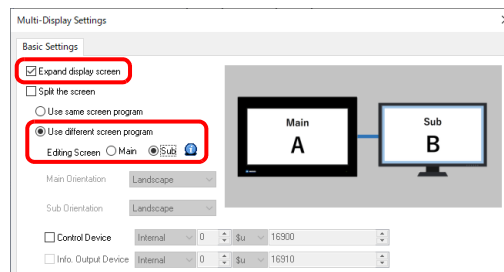 Multi-Display Settings
Basic Settings
Expand display screen
Split the screen
Use same screen program
Use different screen program
Editing Screen Main Sub
Main Orientation Landscape
Sub Orientation Landscape
Control Device Internal 0 $u 16900
Info. Output Device Internal 0 $u 16910
Main
A
Sub
B